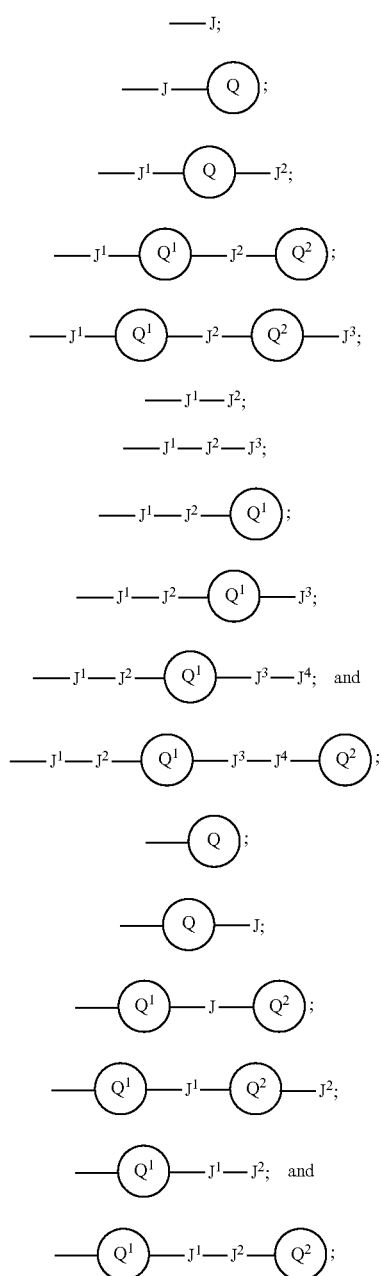 J;
J Q ;
J¹ Q J²;
J¹ Q¹ J² Q² ;
J¹ Q¹ J² Q² J³;
J¹ J²;
J¹ J² J³;
J¹ J² Q¹ ;
J¹ J² Q¹ J³;
J¹ J² Q¹ J³ J⁴; and
J¹ J² Q¹ J³ J⁴ Q² ;
Q ;
Q J;
Q¹ J Q² ;
Q¹ J¹ Q² J²;
Q¹ J¹ J²; and
Q¹ J¹ J² Q² ;